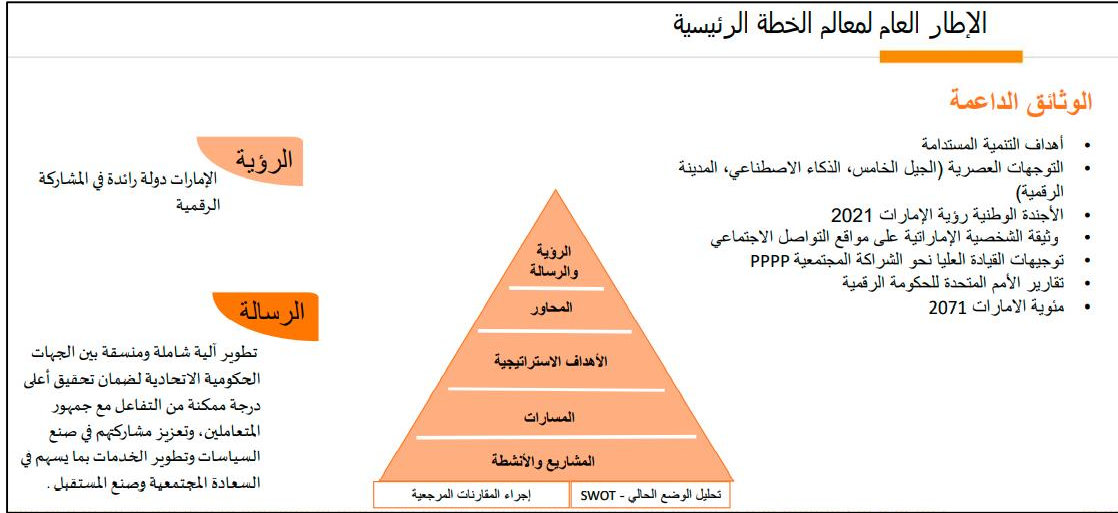 الإطار العام لمعالم الخطة الرئيسية
الوثائق الداعمة
• أهداف التنمية المستدامة
• التوجهات العصرية (الجيل الخامس، الذكاء الاصطناعي، المدينة
الرقمية)
• الأجندة الوطنية رؤية الإمارات 2021
• وثيقة الشخصية الإماراتية على مواقع التواصل الاجتماعي
• توجيهات القيادة العليا نحو الشراكة المجتمعية PPPP
• تقارير الأمم المتحدة للحكومة الرقمية
• مئوية الامارات 2071
الرؤية
والرسالة
المحاور
الأهداف الاستراتيجية
المسارات
المشاريع والأنشطة
تحليل الوضع الحالي - SWOT
إجراء المقارنات المرجعية
الرؤية
الإمارات دولة رائدة في المشاركة
الرقمية
الرسالة
تطوير آلية شاملة ومنسقة بين الجهات
الحكومية الاتحادية لضمان تحقيق أعلى
درجة ممكنة من التفاعل مع جمهور
المتعاملين، وتعزيز مشاركتهم في صنع
السياسات وتطوير الخدمات بما يسهم في
السعادة المجتمعية وصنع المستقبل .